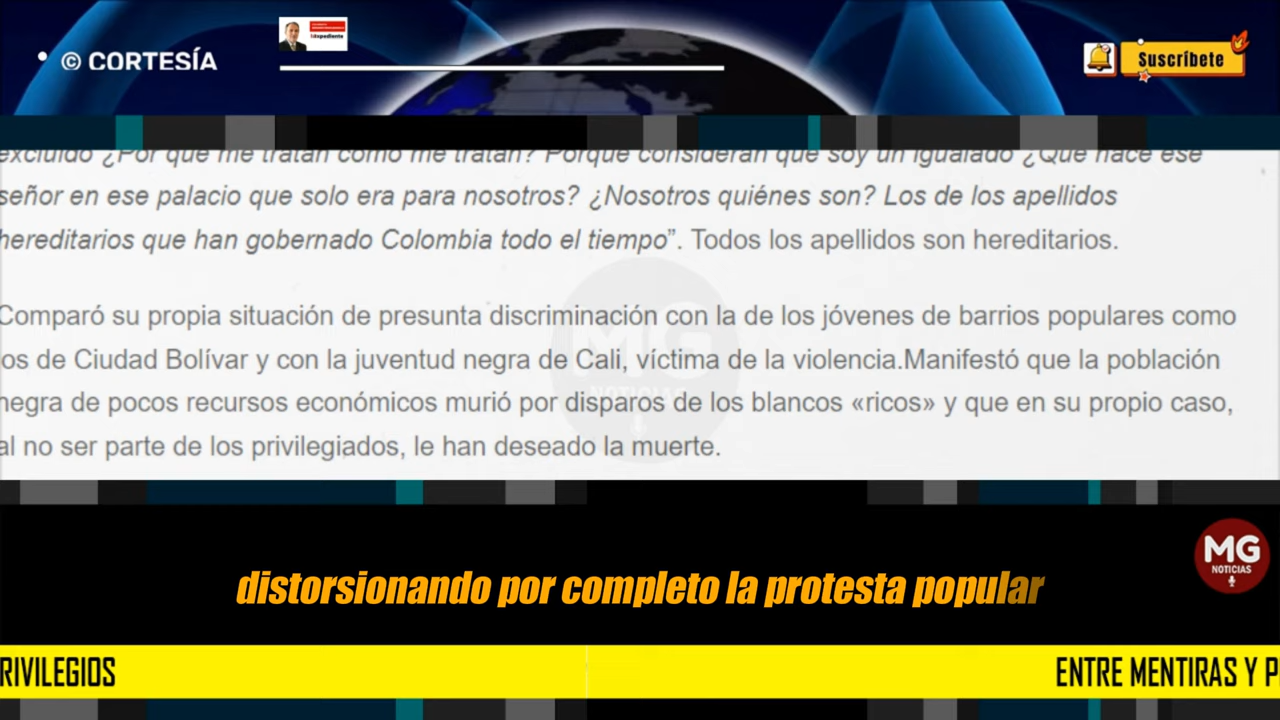 © CORTESÍA
Suscríbete
excluido ¿Por qué me tratan como me tratan? Porque consideran que soy un igualado ¿Qué hace ese
señor en ese palacio que solo era para nosotros? ¿Nosotros quiénes son? Los de los apellidos
hereditarios que han gobernado Colombia todo el tiempo”. Todos los apellidos son hereditarios.
Comparó su propia situación de presunta discriminación con la de los jóvenes de barrios populares como
los de Ciudad Bolívar y con la juventud negra de Cali, víctima de la violencia.Manifestó que la población
negra de pocos recursos económicos murió por disparos de los blancos «ricos» y que en su propio caso,
al no ser parte de los privilegiados, le han deseado la muerte.
MG
NOTICIAS
distorsionando por completo la protesta popular
MG
NOTICIAS
RIVILEGIOS
ENTRE MENTIRAS Y P